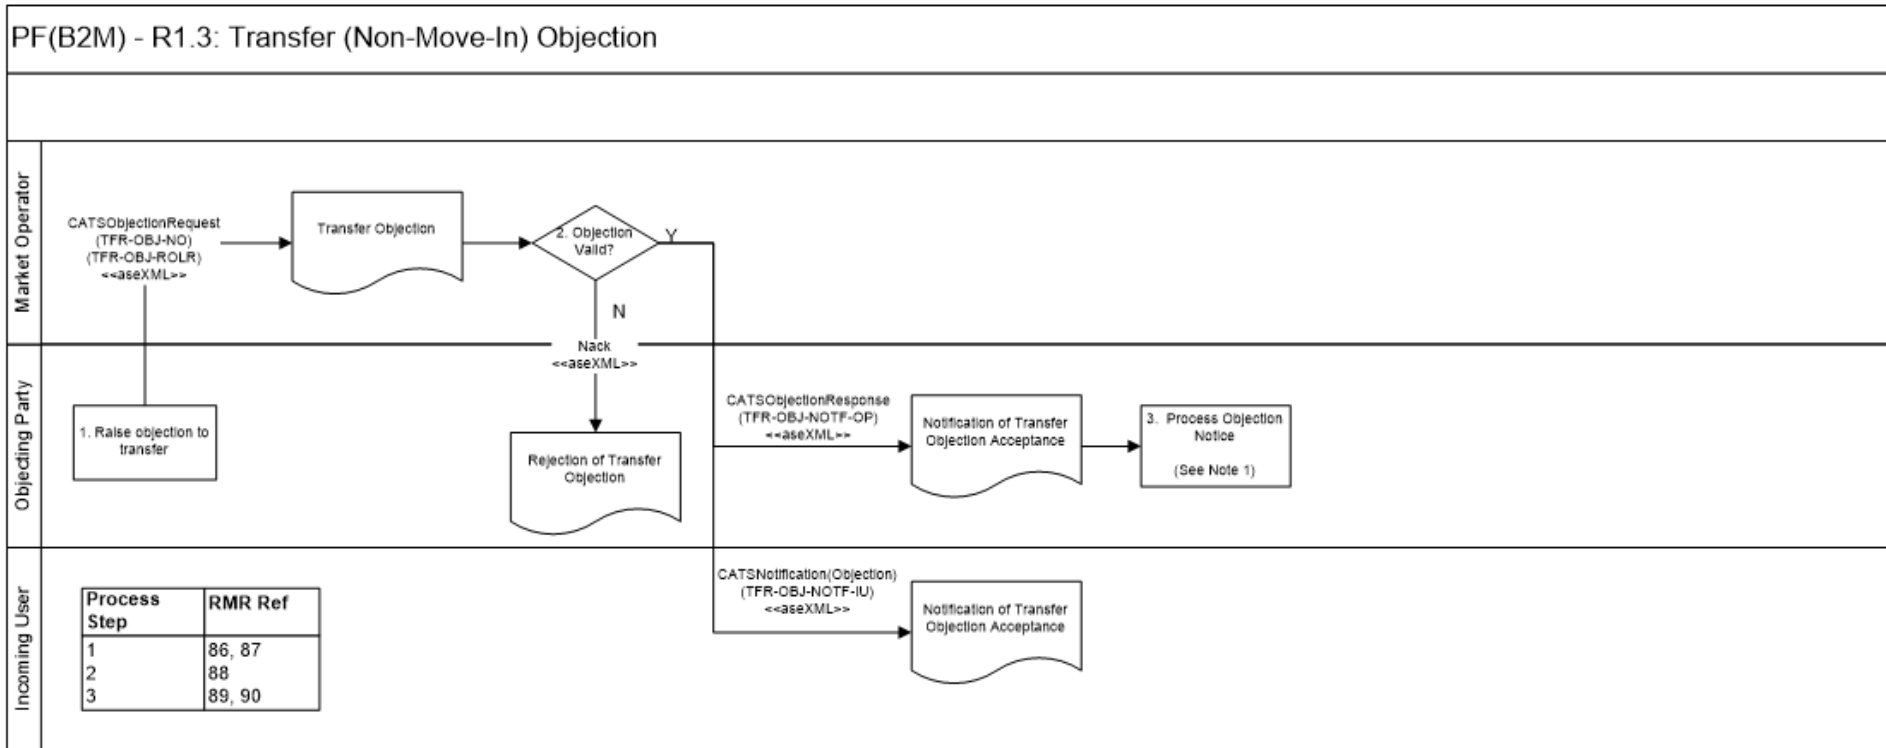 PF(B2M) - R1.3: Transfer (Non-Move-In) Objection
Market Operator
CATSObjectionRequest
(TFR-OBJ-NO)
(TFR-OBJ-ROLR)
<<aseXML>>
Transfer Objection
2. Objection
Valid?
Y
N
Nack
<<aseXML>>
Objecting Party
1. Raise objection to
transfer
Rejection of Transfer
Objection
CATSObjectionResponse
(TFR-OBJ-NOTF-OP)
<<aseXML>>
Notification of Transfer
Objection Acceptance
3. Process Objection
Notice
(See Note 1)
Incoming User
Process RMR Ref
Step
1 86, 87
2 88
3 89, 90
CATSNotification(Objection)
(TFR-OBJ-NOTF-IU)
<<aseXML>>
Notification of Transfer
Objection Acceptance